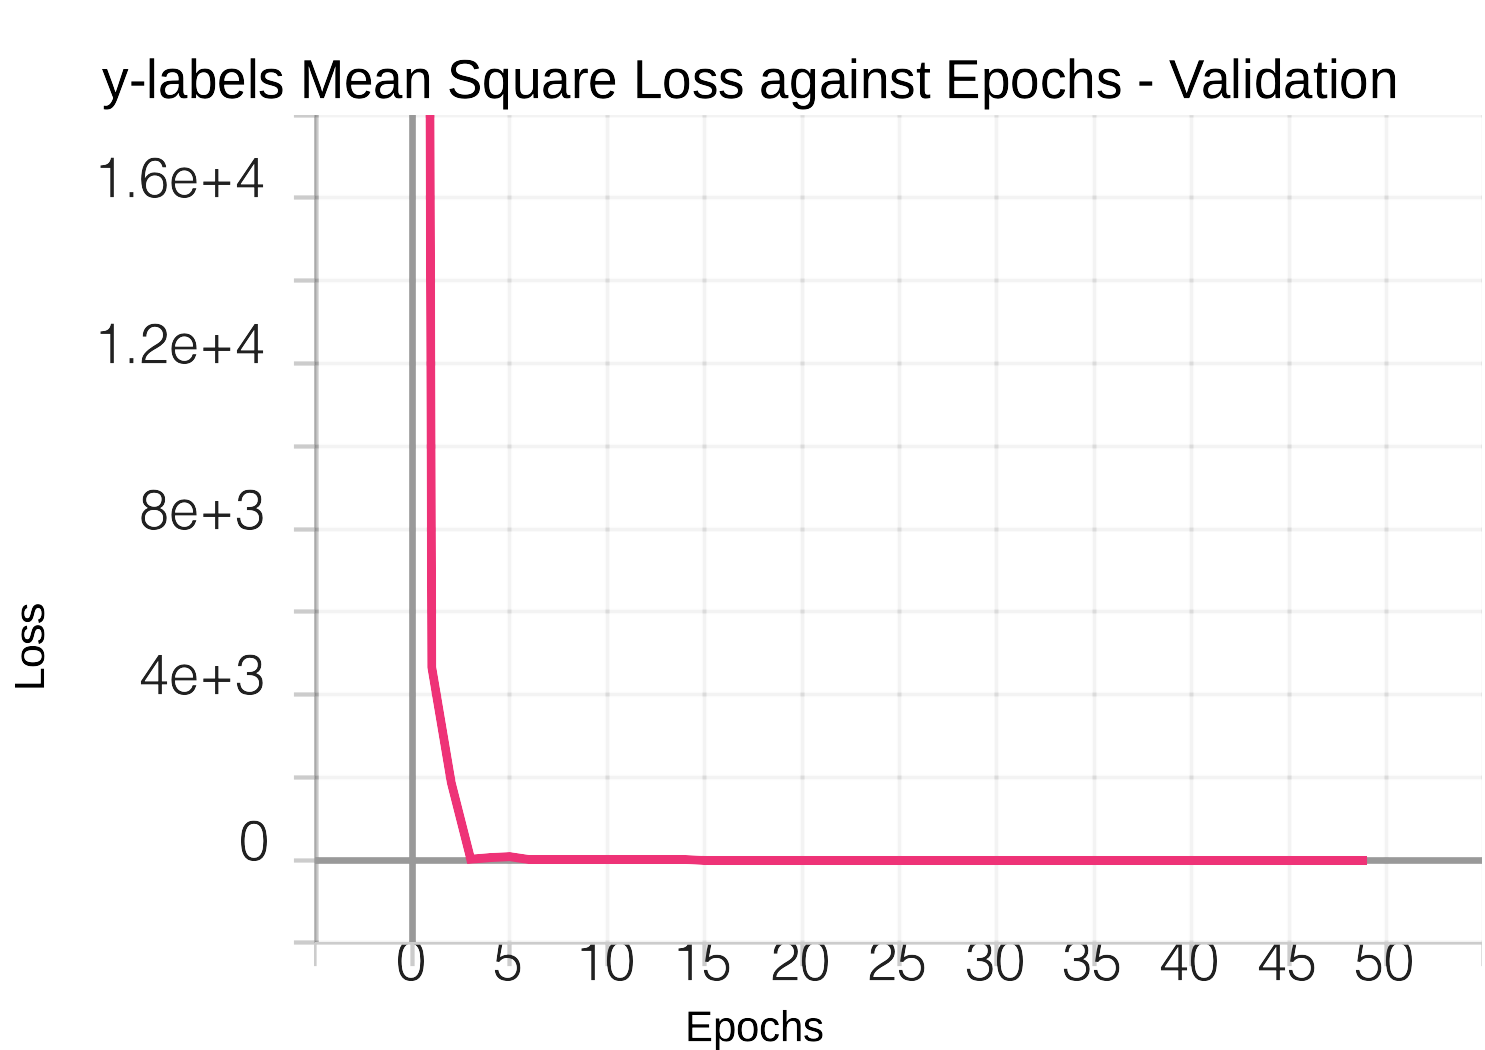 y-labels Mean Square Loss against Epochs - Validation
1.6e+4
1.2e+4
8e+3
4e+3
0
Loss
0 5 10 15 20 25 30 35 40 45 50
Epochs